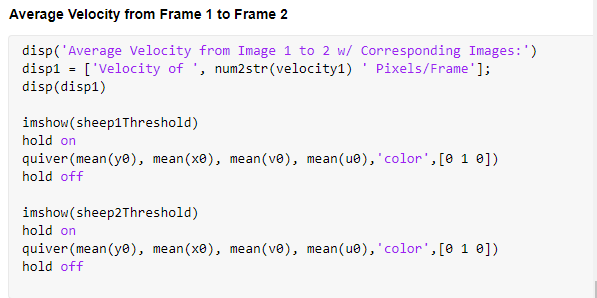 Average Velocity from Frame 1 to Frame 2
disp('Average Velocity from Image 1 to 2 w/ Corresponding Images:')
disp1 = ['Velocity of ', num2str(velocity1) ' Pixels/Frame'];
disp(disp1)
imshow(sheep1Threshold)
hold on
quiver(mean(y0), mean(x0), mean(v0), mean(u0),'color',[0 1 0])
hold off
imshow(sheep2Threshold)
hold on
quiver(mean(y0), mean(x0), mean(v0), mean(u0),'color',[0 1 0])
hold off